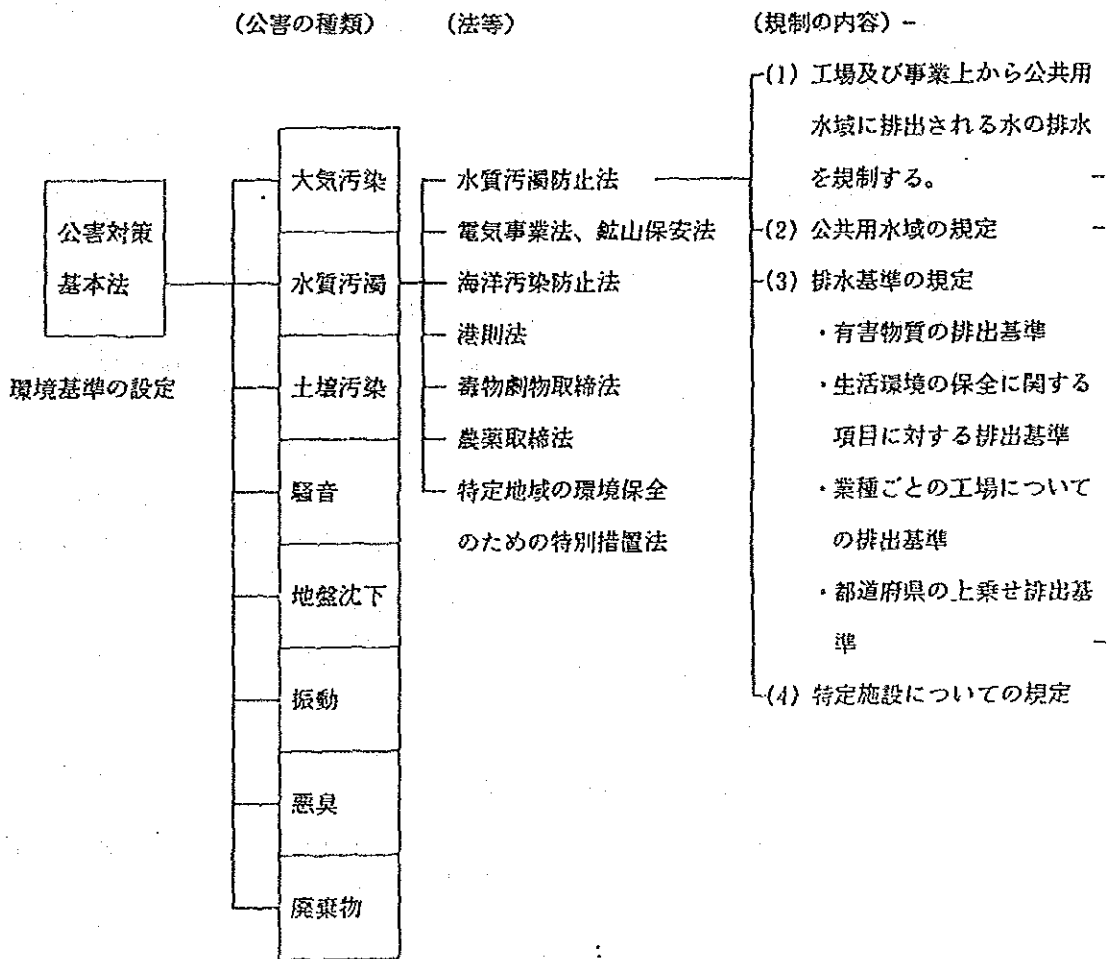 (公害の種類) (法等) (規制の内容)
公害対策
基本法
環境基準の設定
大気汚染
水質汚濁
土壌汚染
騒音
地盤沈下
振動
悪臭
廃棄物
水質汚濁防止法
電気事業法、鉱山保安法
海洋汚染防止法
港則法
毒物劇物取締法
農薬取締法
特定地域の環境保全
のための特別措置法
(1) 工場及び事業上から公共用
水域に排出される水の排水
を規制する。
(2) 公共用水域の規定
(3) 排水基準の規定
・有害物質の排出基準
・生活環境の保全に関する
項目に対する排出基準
・業種ごとの工場について
の排出基準
・都道府県の上乗せ排出基
準
(4) 特定施設についての規定